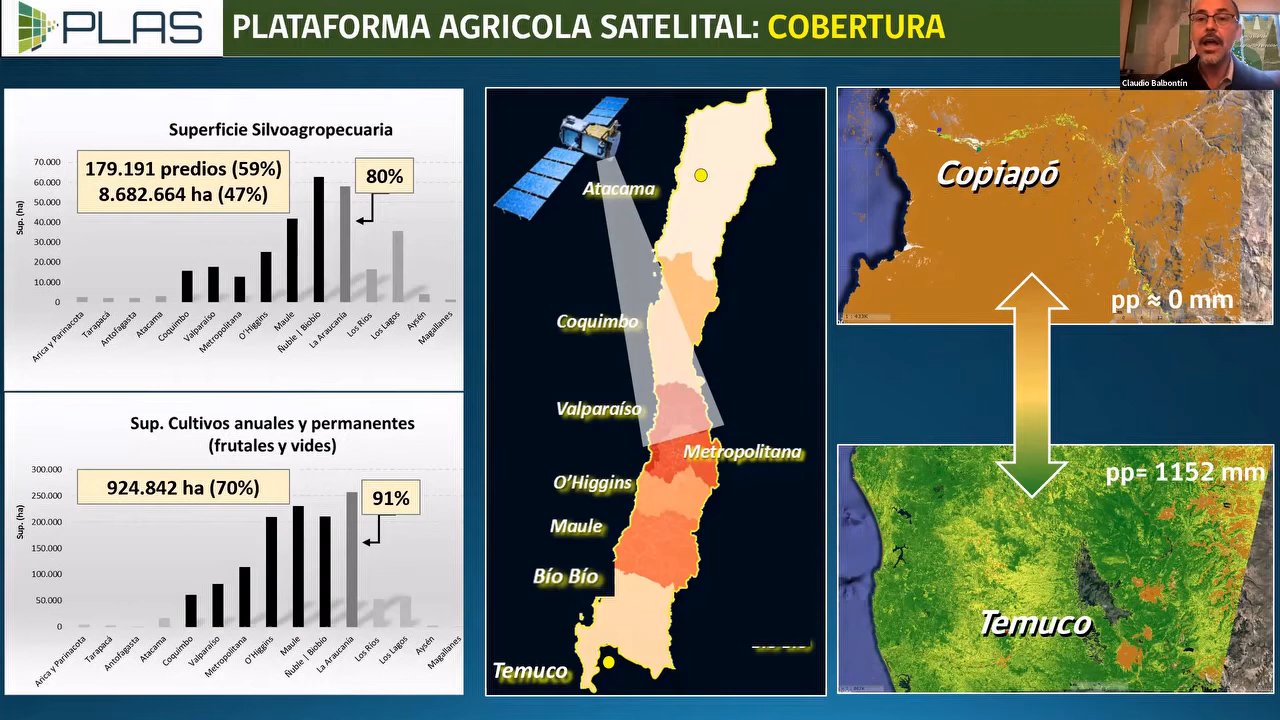 PLAS
PLATAFORMA AGRICOLA SATELITAL: COBERTURA
Claudio Balbontín
Superficie Silvoagropecuaria
179.191 predios (59%)
8.682.664 ha (47%)
80%
Sup. (ha)
70.000
60.000
50.000
40.000
30.000
20.000
10.000
0
Arica y Parinacota
Tarapacá
Antofagasta
Atacama
Coquimbo
Valparaíso
Metropolitana
O'Higgins
Maule
Ñuble | Biobío
La Araucanía
Los Ríos
Los Lagos
Aysén
Magallanes
Sup. Cultivos anuales y permanentes
(frutales y vides)
924.842 ha (70%)
91%
Sup. (ha)
300.000
250.000
200.000
150.000
100.000
50.000
0
Arica y Parinacota
Tarapacá
Antofagasta
Atacama
Coquimbo
Valparaíso
Metropolitana
O'Higgins
Maule
Ñuble | Biobío
La Araucanía
Los Ríos
Los Lagos
Aysén
Magallanes
Atacama
Coquimbo
Valparaíso
Metropolitana
O'Higgins
Maule
Bío Bío
Temuco
Copiapó
pp ≈ 0 mm
pp= 1152 mm
Temuco